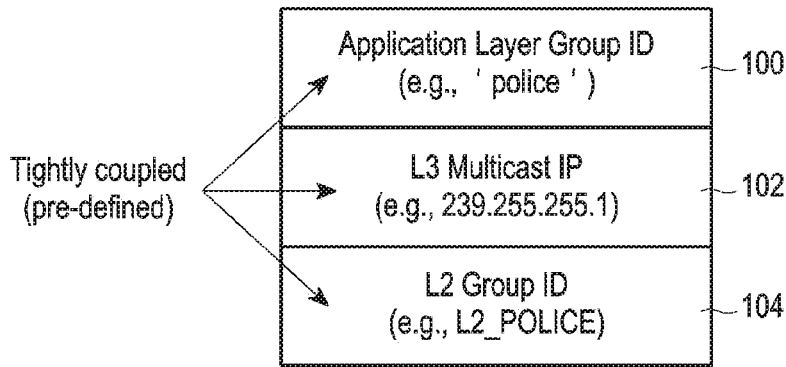 Application Layer Group ID
(e.g., ' police ' )
100
Tightly coupled
(pre-defined)
L3 Multicast IP
(e.g., 239.255.255.1)
102
L2 Group ID
(e.g., L2_POLICE)
104